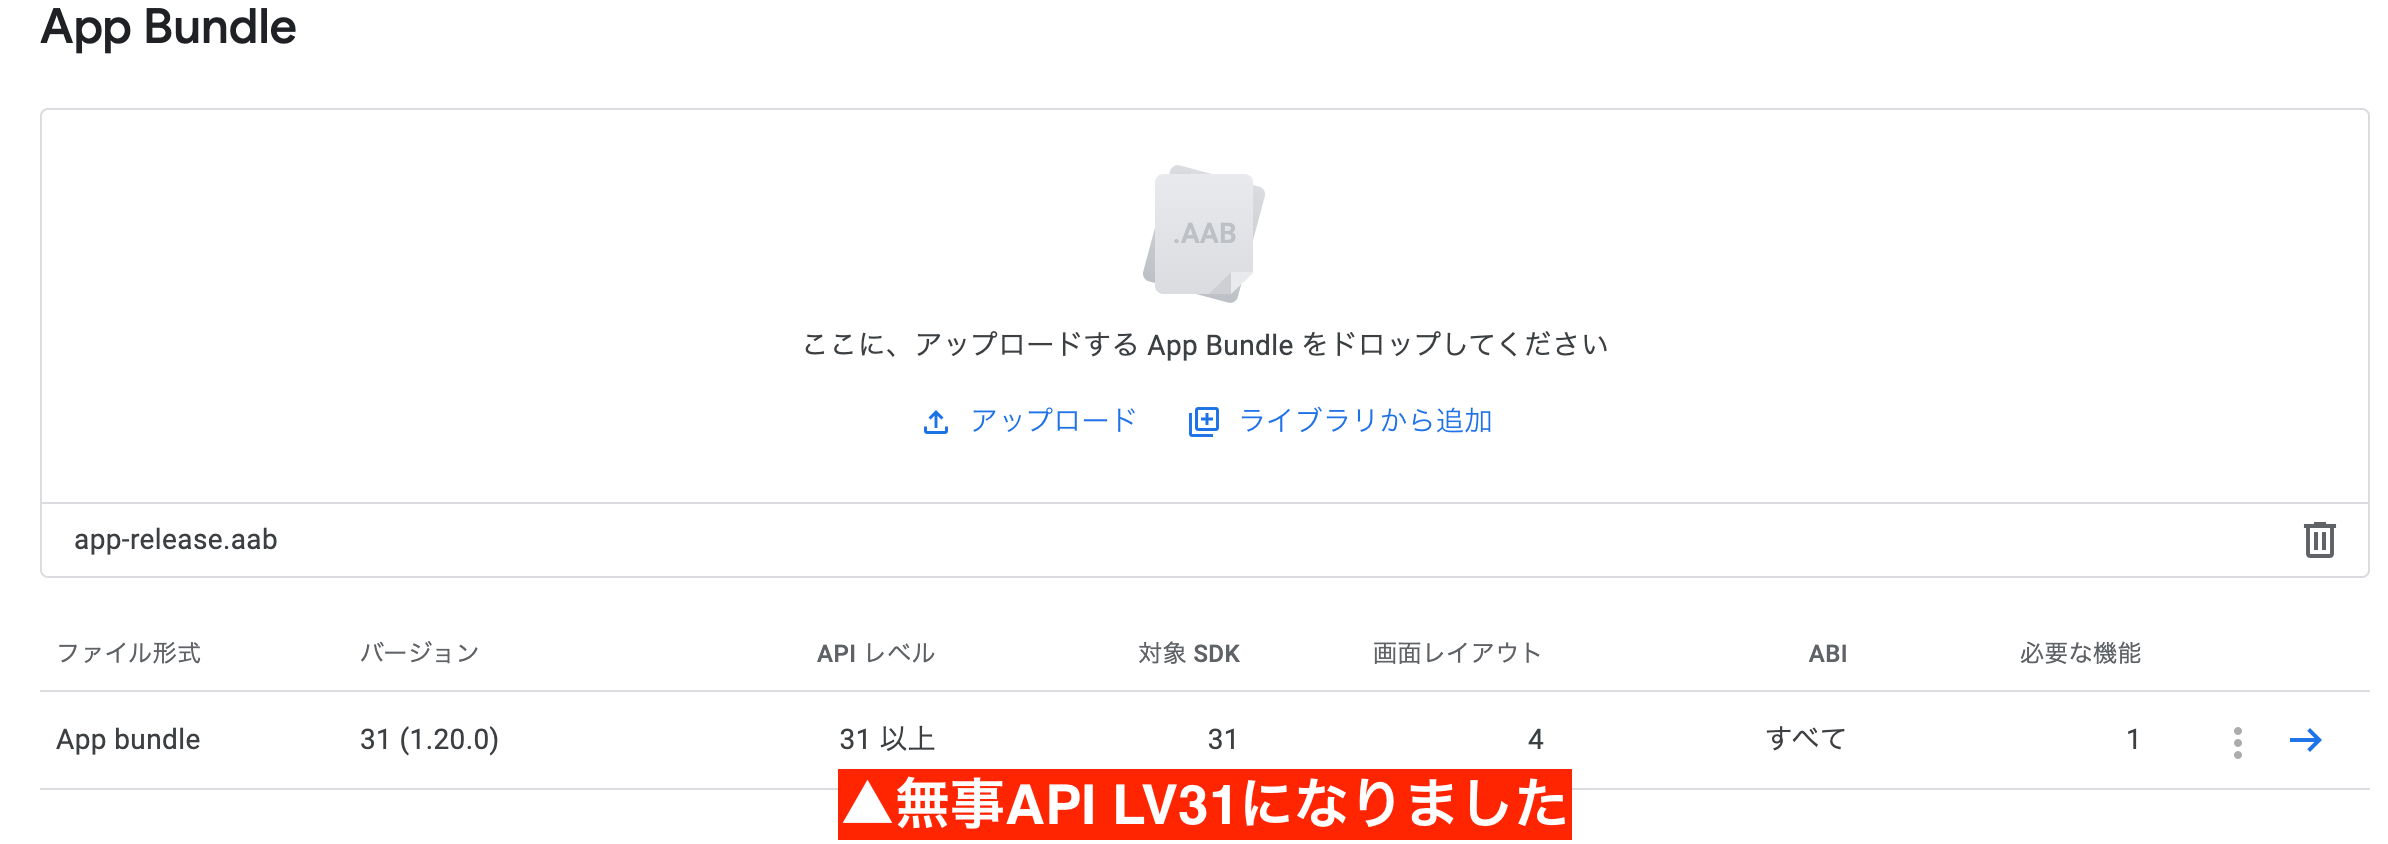 App Bundle
.AAB
ここに、アップロードする App Bundle をドロップしてください
アップロード ライブラリから追加
app-release.aab
ファイル形式 バージョン API レベル 対象 SDK 画面レイアウト ABI 必要な機能
App bundle 31 (1.20.0) 31 以上 31 4 すべて 1
▲無事API LV31になりました